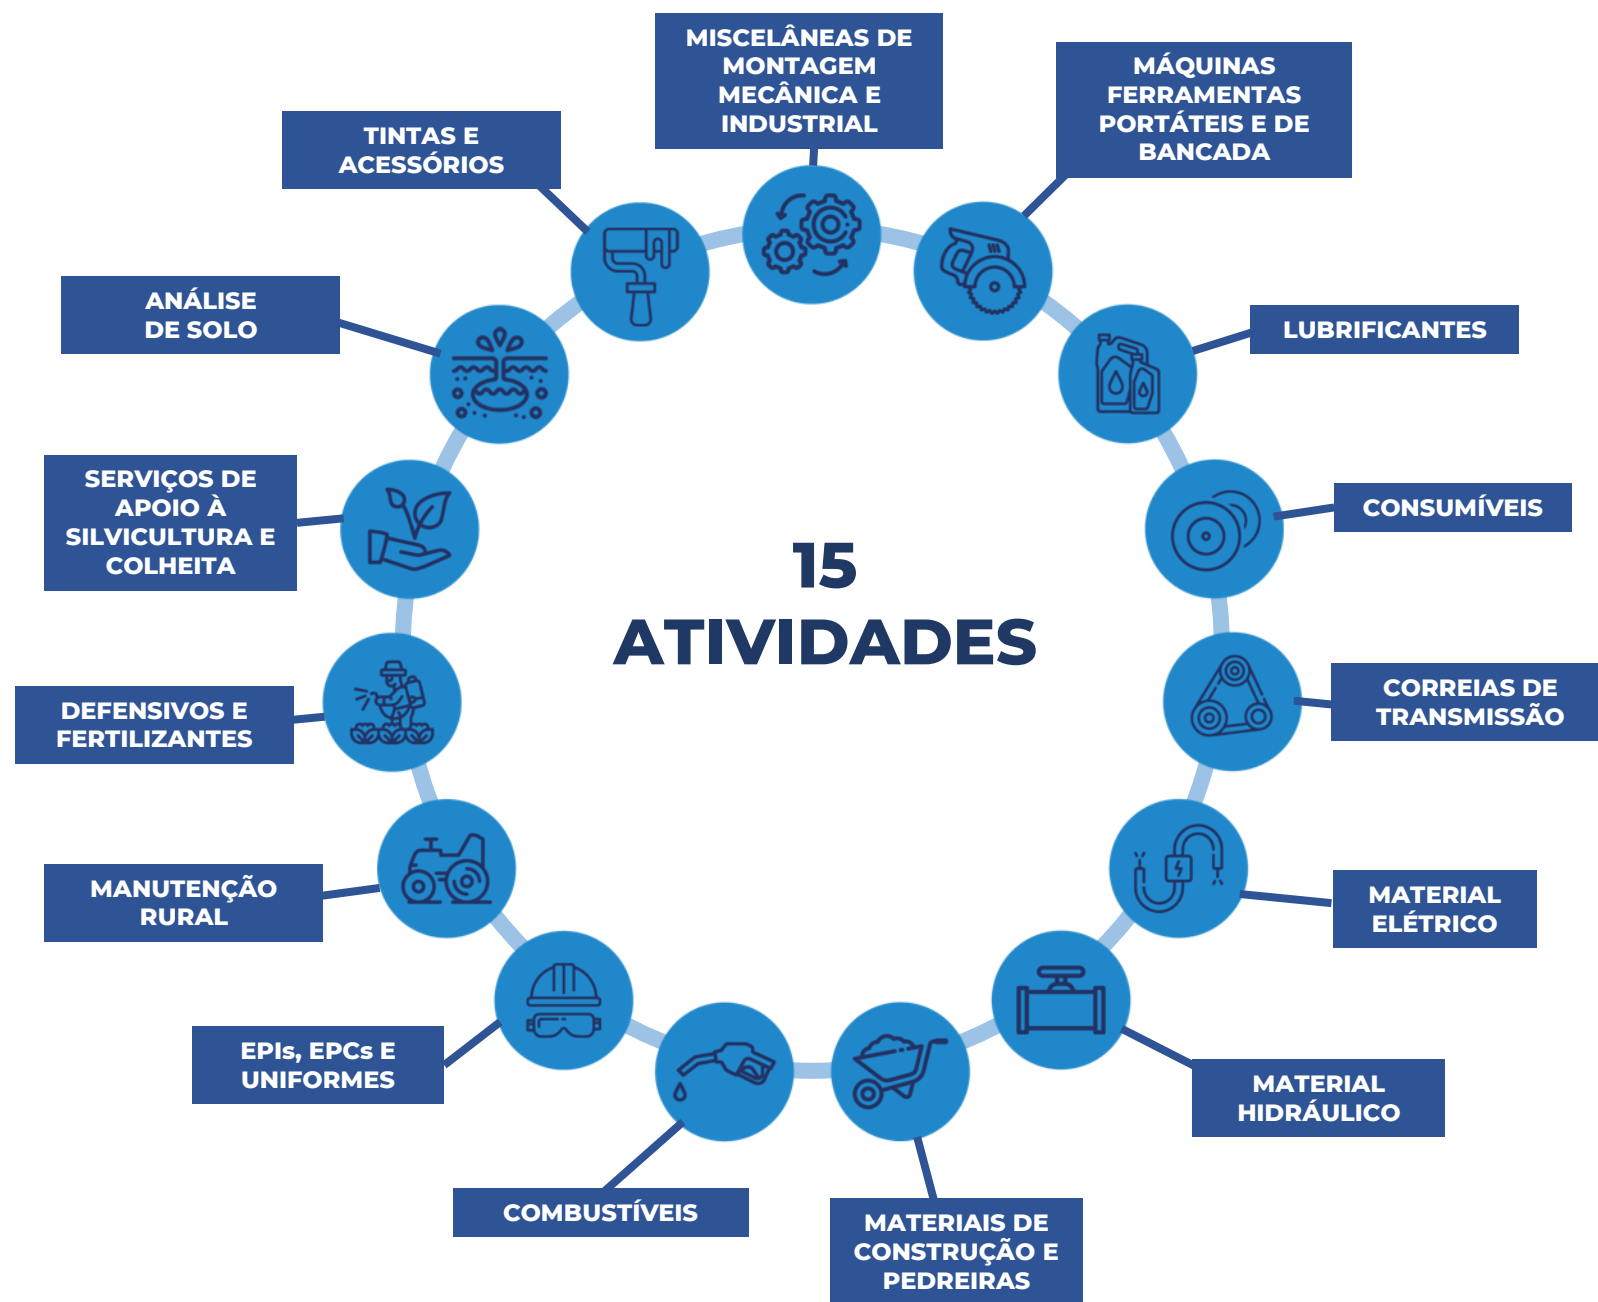 MISCELÂNEAS DE
MONTAGEM
MECÂNICA E
INDUSTRIAL
MÁQUINAS
FERRAMENTAS
PORTÁTEIS E DE
BANCADA
LUBRIFICANTES
CONSUMÍVEIS
CORREIAS DE
TRANSMISSÃO
MATERIAL
ELÉTRICO
MATERIAL
HIDRÁULICO
MATERIAIS DE
CONSTRUÇÃO E
PEDREIRAS
COMBUSTÍVEIS
EPIs, EPCs E
UNIFORMES
MANUTENÇÃO
RURAL
DEFENSIVOS E
FERTILIZANTES
SERVIÇOS DE
APOIO À
SILVICULTURA E
COLHEITA
ANÁLISE
DE SOLO
TINTAS E
ACESSÓRIOS
15
ATIVIDADES